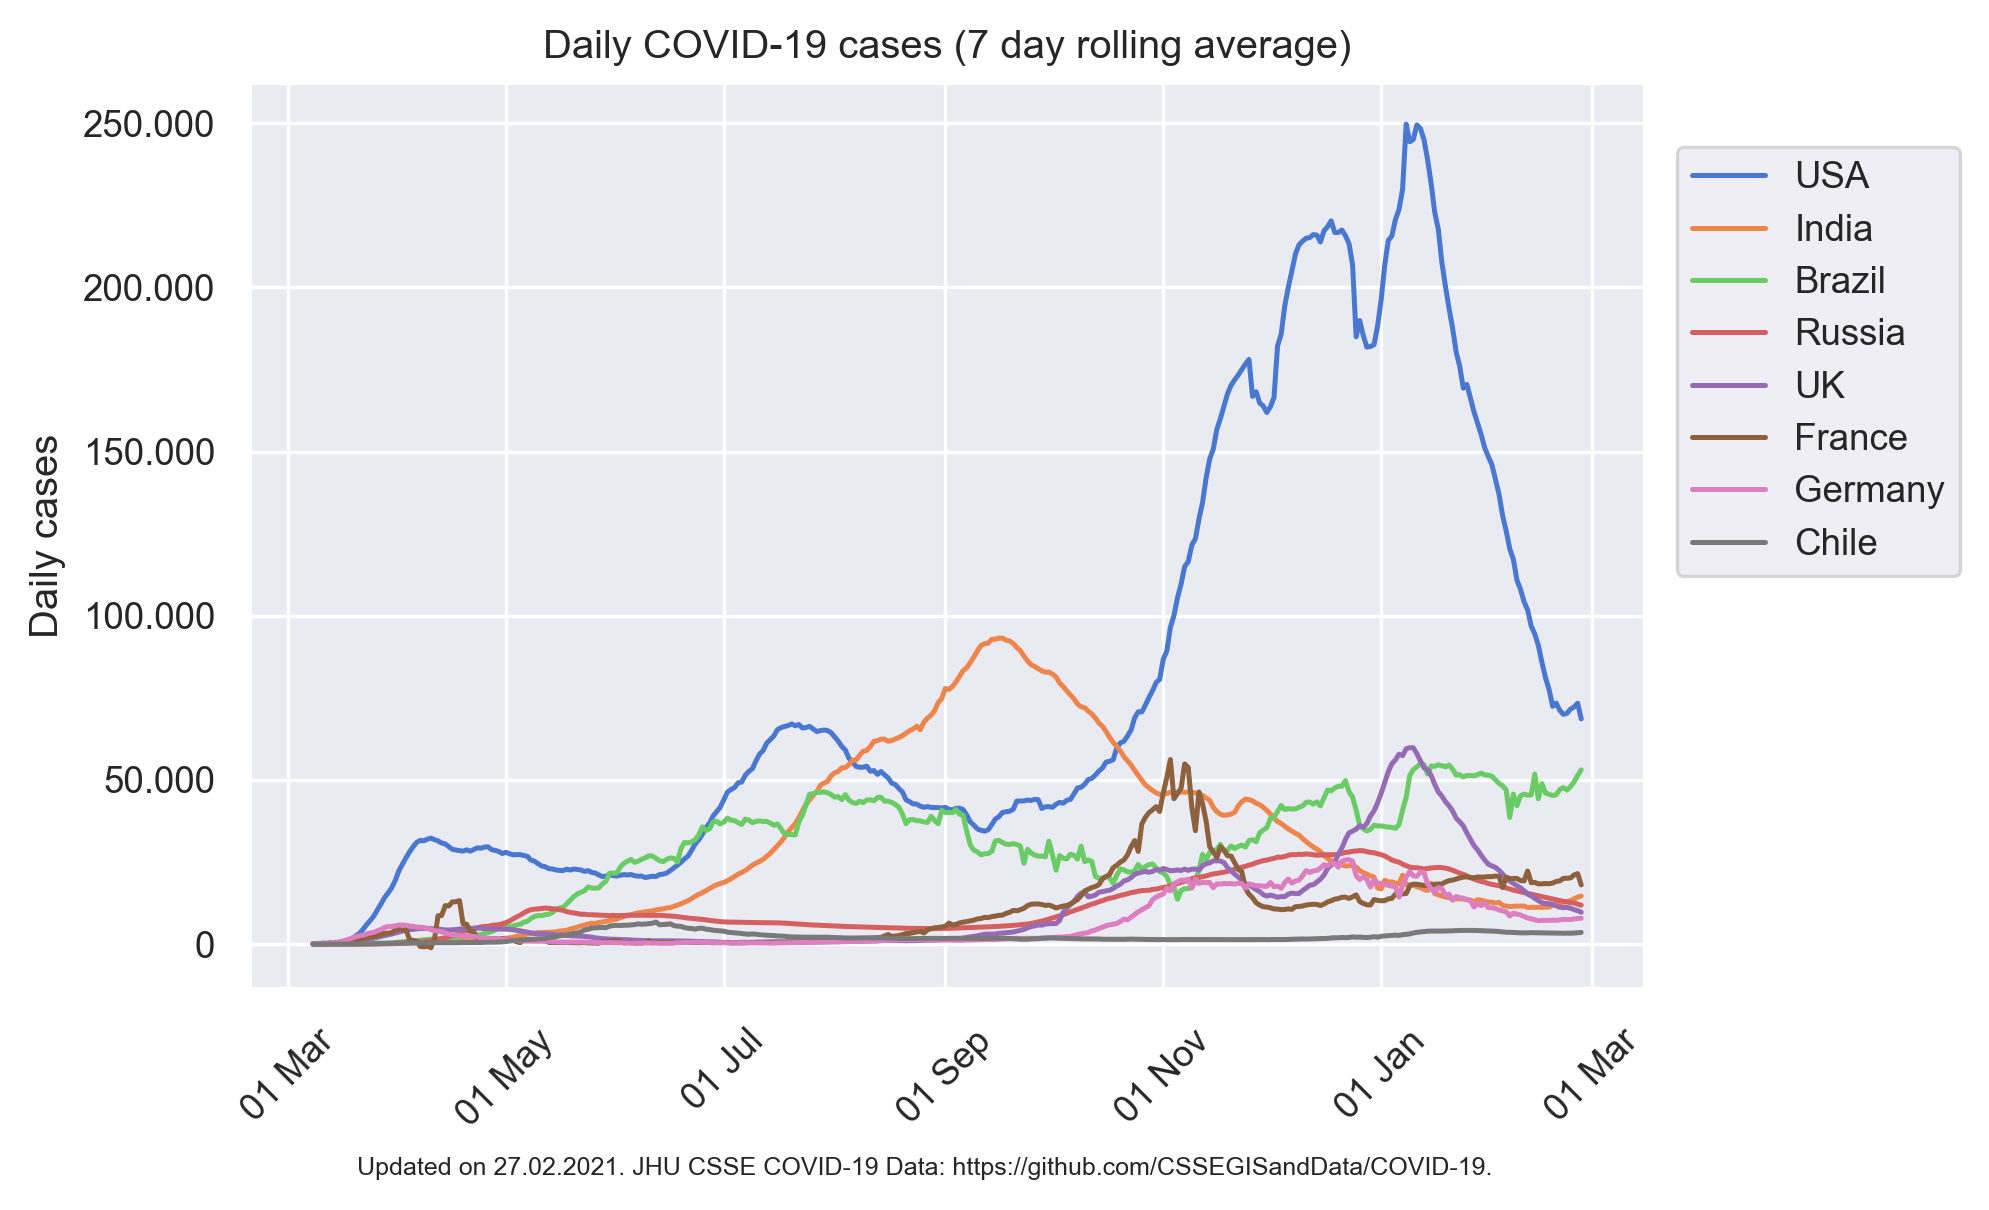 Daily COVID-19 cases (7 day rolling average)
250.000
200.000
150.000
100.000
50.000
0
Daily cases
01 Mar
01 May
01 Jul
01 Sep
01 Nov
01 Jan
01 Mar
USA
India
Brazil
Russia
UK
France
Germany
Chile
Updated on 27.02.2021. JHU CSSE COVID-19 Data: https://github.com/CSSEGISandData/COVID-19.